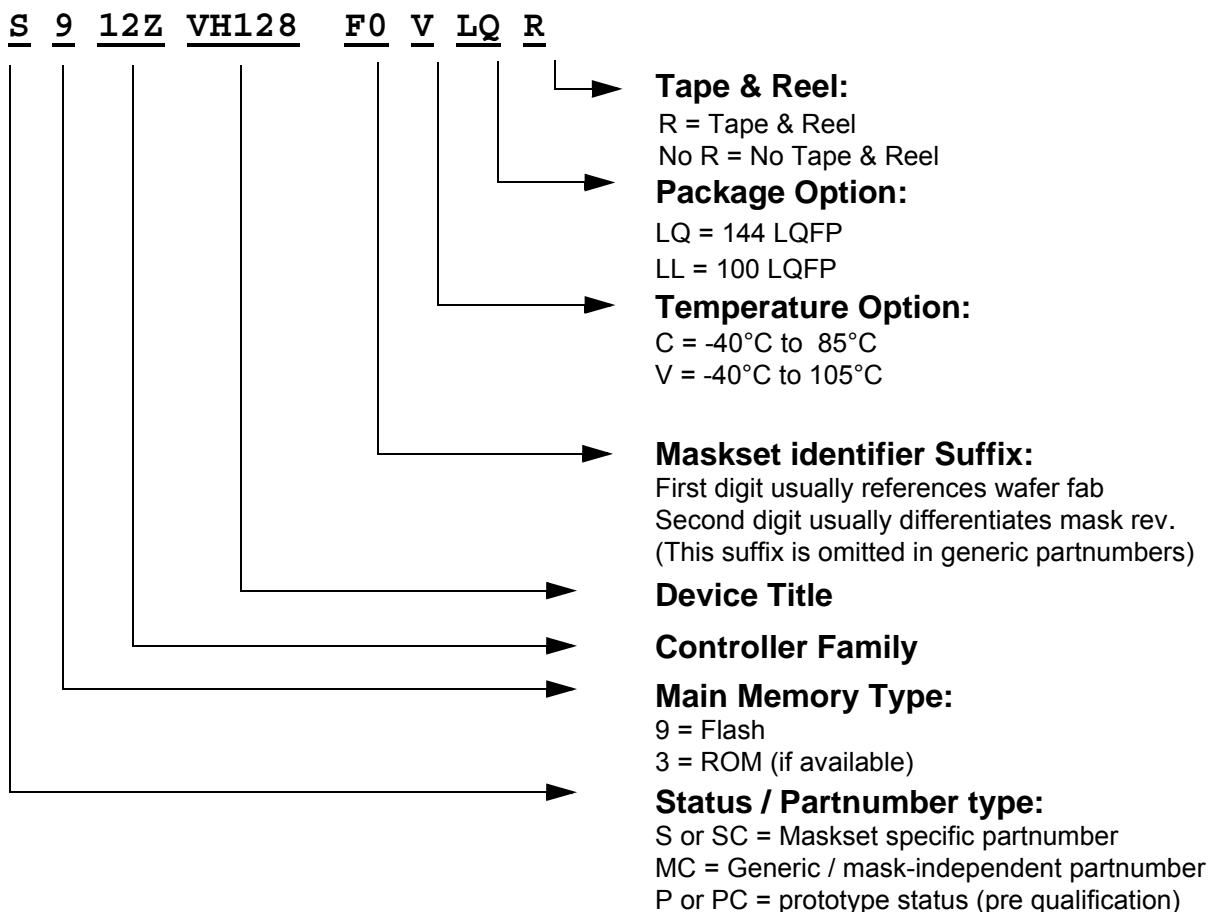 S 9 12Z VH128 F0 V LQ R
Tape & Reel:
R = Tape & Reel
No R = No Tape & Reel
Package Option:
LQ = 144 LQFP
LL = 100 LQFP
Temperature Option:
C = -40°C to 85°C
V = -40°C to 105°C
Maskset identifier Suffix:
First digit usually references wafer fab
Second digit usually differentiates mask rev.
(This suffix is omitted in generic partnumbers)
Device Title
Controller Family
Main Memory Type:
9 = Flash
3 = ROM (if available)
Status / Partnumber type:
S or SC = Maskset specific partnumber
MC = Generic / mask-independent partnumber
P or PC = prototype status (pre qualification)